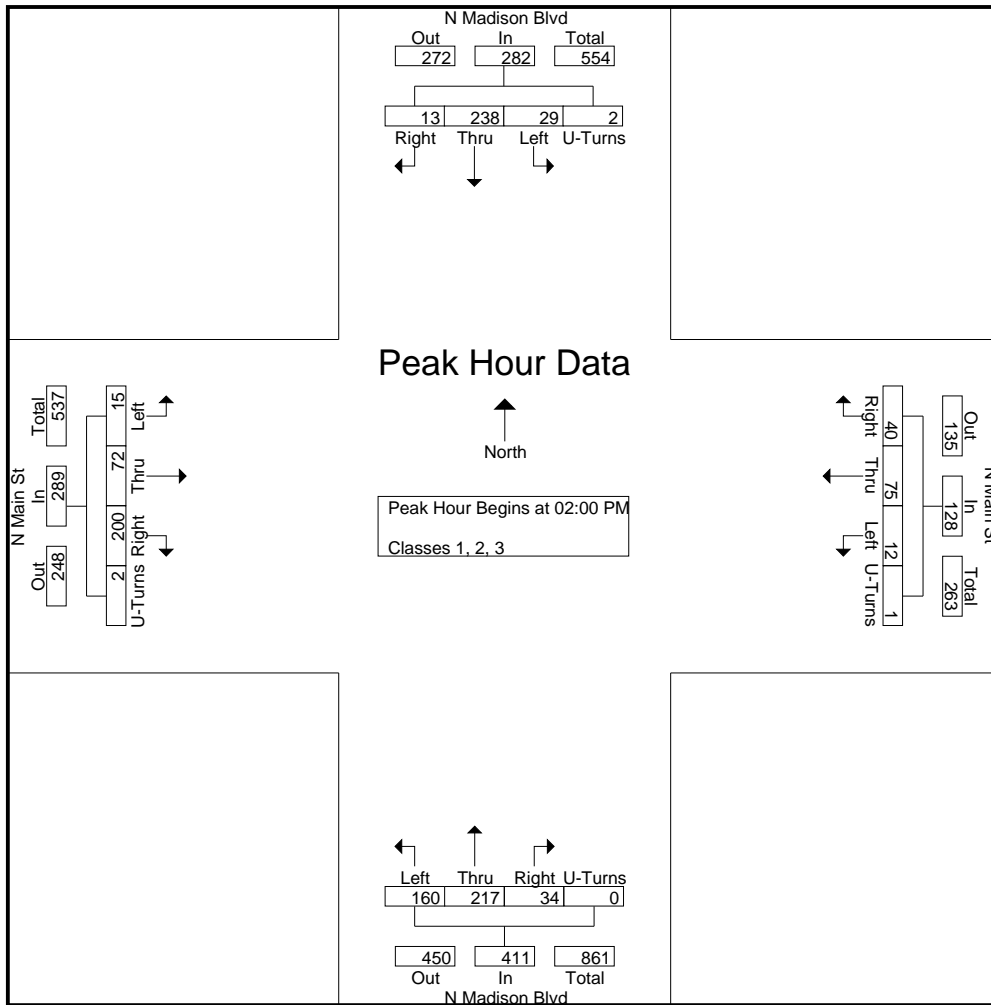 N Madison Blvd
Out In Total
272 282 554
13 238 29 2
Right Thru Left U-Turns
Peak Hour Data
North
Peak Hour Begins at 02:00 PM
Classes 1, 2, 3
N Main St
Total In Out
537 289 248
15 72 200 2
Left Thru Right U-Turns
Right Thru Left U-Turns
40 75 12 1
Out In Total
135 128 263
N Main St
Left Thru Right U-Turns
160 217 34 0
450 411 861
Out In Total
N Madison Blvd